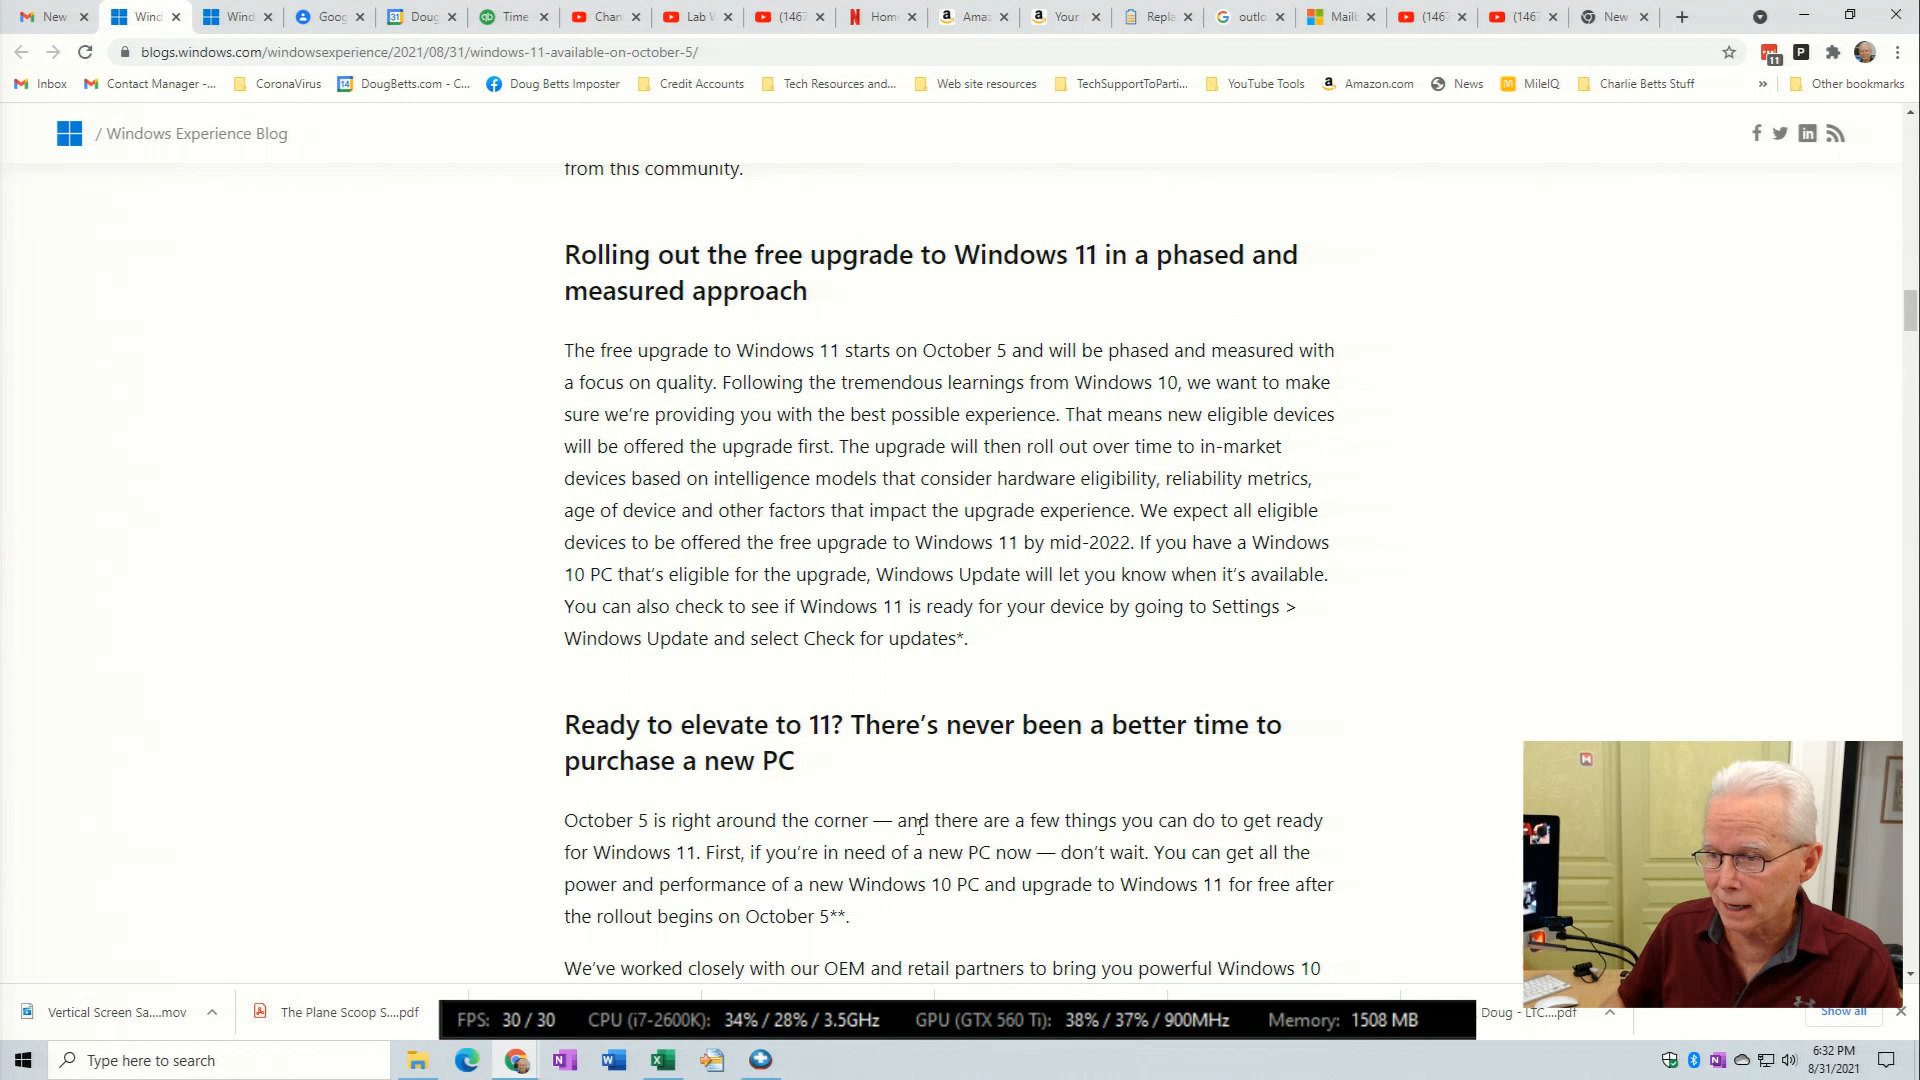 New
Wind
Wind
Goog
Doug
Time
Chan
Lab V
(146
Hom
Amaz
Your
Repla
outlo
Mailb
(146
(146
New
blogs.windows.com/windowsexperience/2021/08/31/windows-11-available-on-october-5/
11
Inbox
Contact Manager -...
CoronaVirus
DougBetts.com - C...
Doug Betts Imposter
Credit Accounts
Tech Resources and...
Web site resources
TechSupportToParti...
YouTube Tools
Amazon.com
News
MileIQ
Charlie Betts Stuff
»
Other bookmarks
/ Windows Experience Blog
from this community.
Rolling out the free upgrade to Windows 11 in a phased and
measured approach
The free upgrade to Windows 11 starts on October 5 and will be phased and measured with
a focus on quality. Following the tremendous learnings from Windows 10, we want to make
sure we’re providing you with the best possible experience. That means new eligible devices
will be offered the upgrade first. The upgrade will then roll out over time to in-market
devices based on intelligence models that consider hardware eligibility, reliability metrics,
age of device and other factors that impact the upgrade experience. We expect all eligible
devices to be offered the free upgrade to Windows 11 by mid-2022. If you have a Windows
10 PC that’s eligible for the upgrade, Windows Update will let you know when it’s available.
You can also check to see if Windows 11 is ready for your device by going to Settings >
Windows Update and select Check for updates*.
Ready to elevate to 11? There’s never been a better time to
purchase a new PC
October 5 is right around the corner — and there are a few things you can do to get ready
for Windows 11. First, if you’re in need of a new PC now — don’t wait. You can get all the
power and performance of a new Windows 10 PC and upgrade to Windows 11 for free after
the rollout begins on October 5**.
We’ve worked closely with our OEM and retail partners to bring you powerful Windows 10
Vertical Screen Sa....mov
The Plane Scoop S....pdf
FPS: 30 / 30 CPU (i7-2600K): 34% / 28% / 3.5GHz GPU (GTX 560 Ti): 38% / 37% / 900MHz Memory: 1508 MB
Doug - LTC....pdf
Show all
Type here to search
6:32 PM
8/31/2021